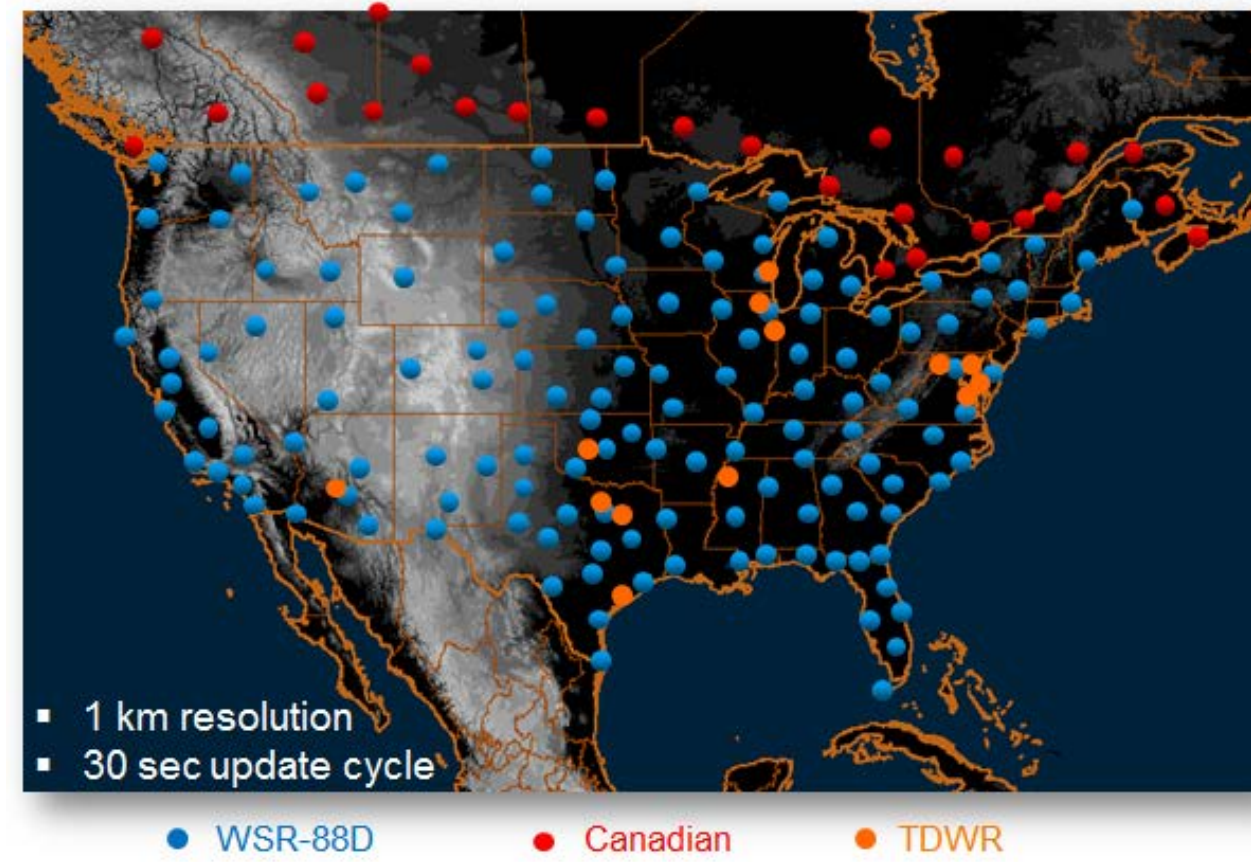 ▪ 1 km resolution
▪ 30 sec update cycle
WSR-88D Canadian TDWR